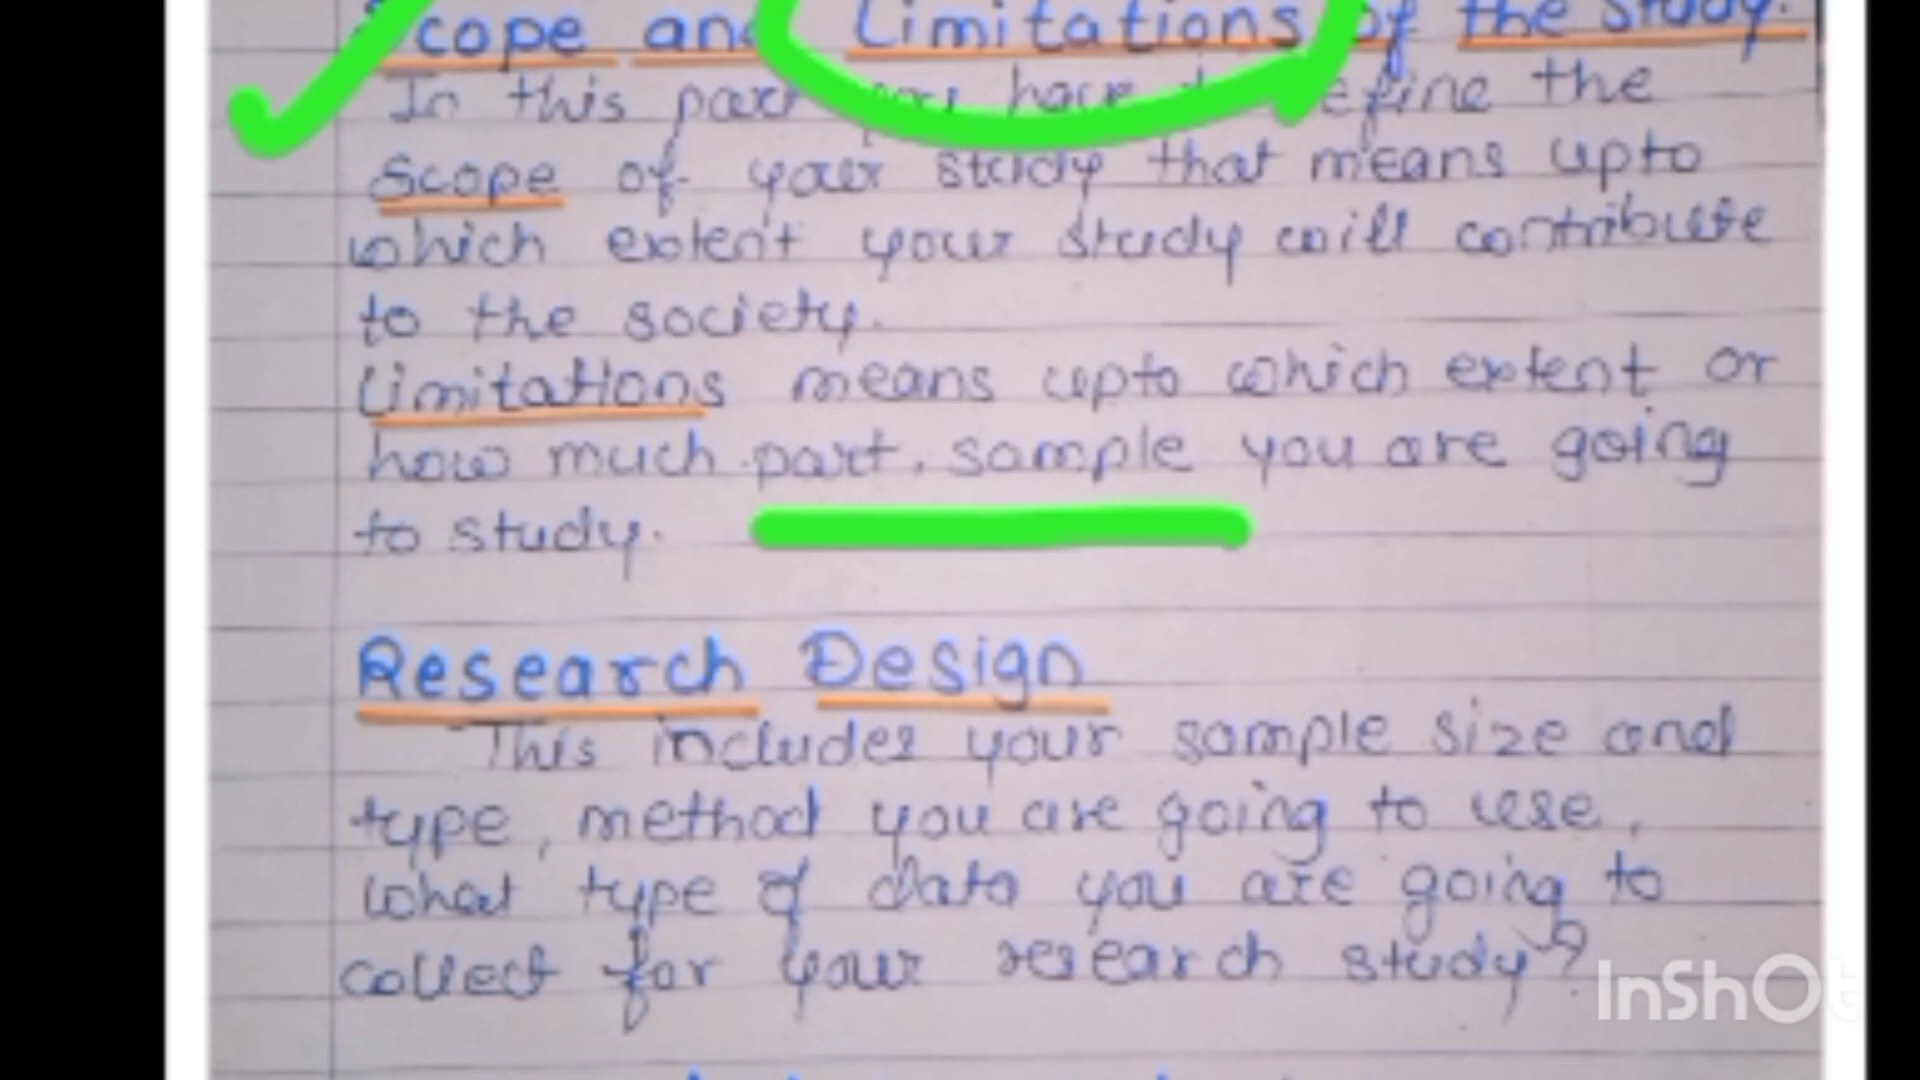 Scope and Limitations of the study.
In this part you have to define the
scope of your study that means upto
which extent your study will contribute
to the society.
Limitations means upto which extent or
how much part, sample you are going
to study.
Research Design
This includes your sample size and
type, method you are going to use,
what type of data you are going to
collect for your research study?
InShOt